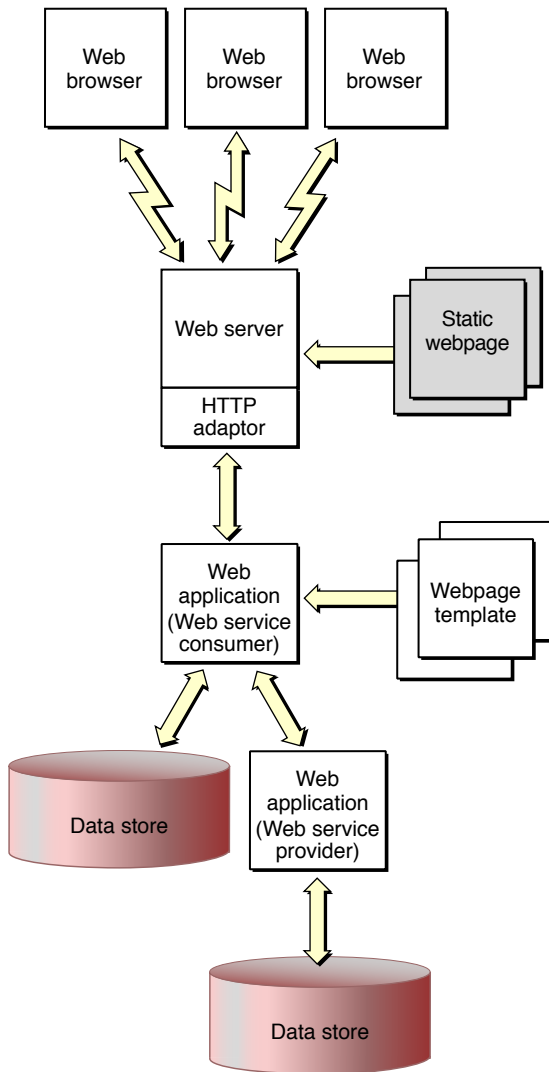 Web
browser
Web
browser
Web
browser
Web server
Static
webpage
HTTP
adaptor
Web
application
(Web service
consumer)
Webpage
template
Data store
Web
application
(Web service
provider)
Data store